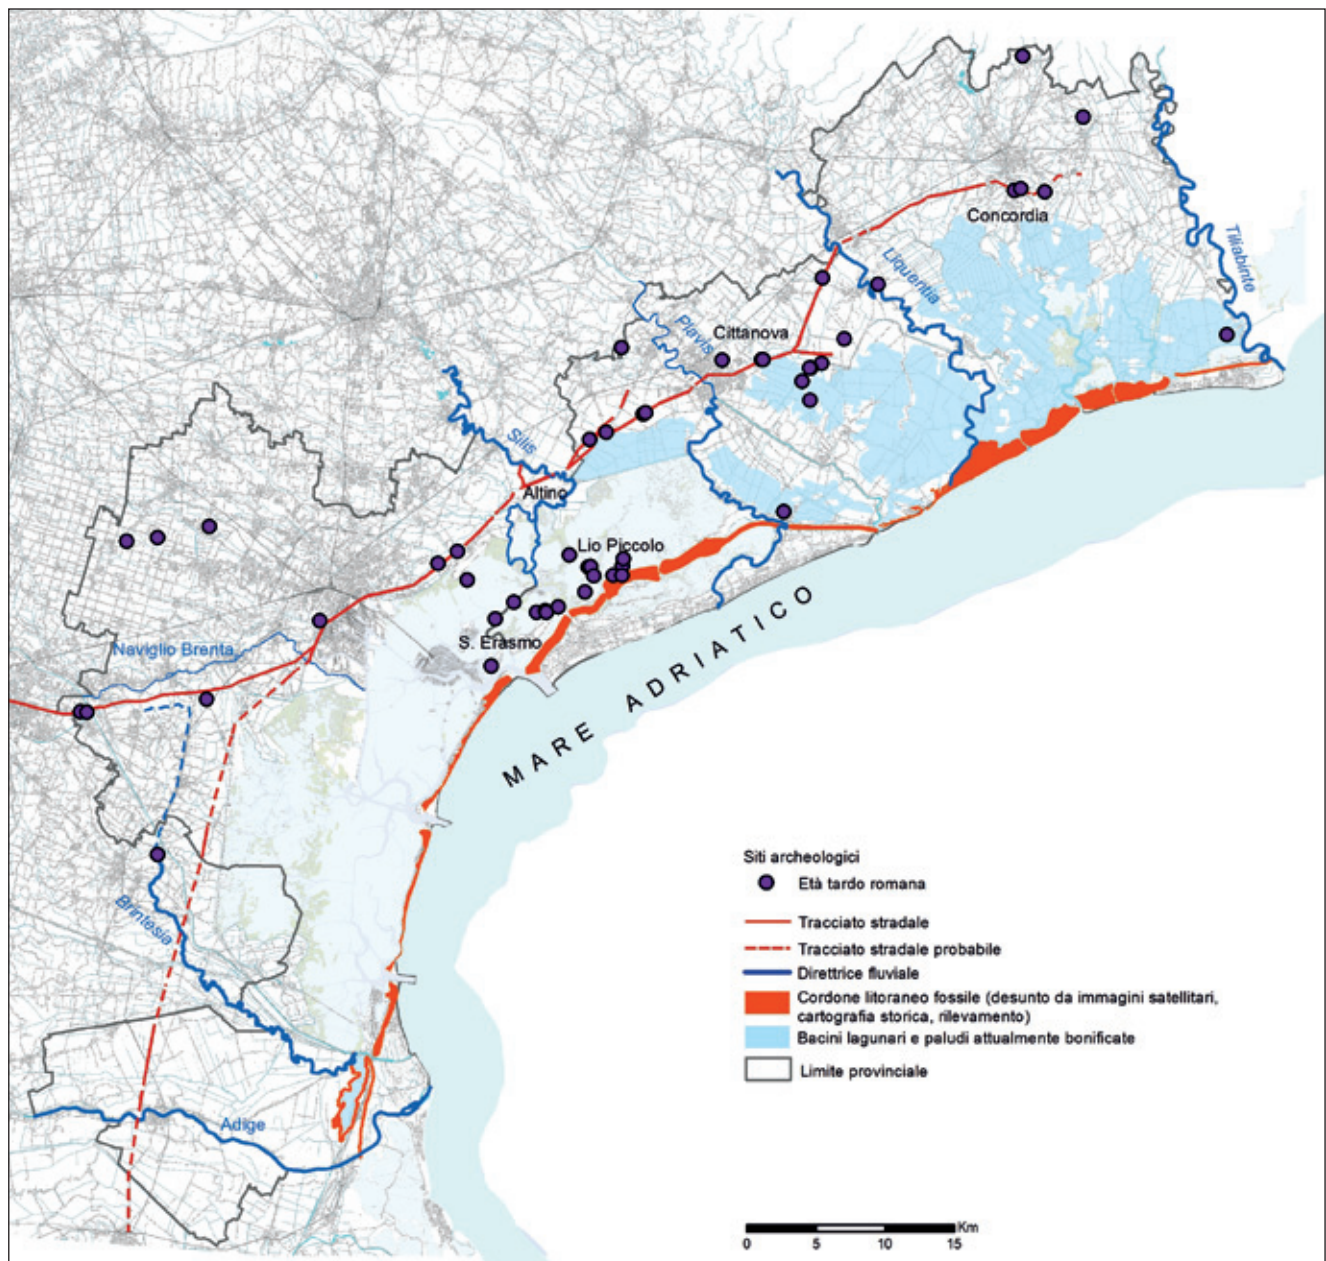 Concordia
Tiliabinte
Liquentia
Plavis
Cittanova
Silis
Altino
Lio Piccolo
S. Erasmo
Naviglio Brenta
MARE ADRIATICO
Brintesia
Adige
Siti archeologici
Età tardo romana
Tracciato stradale
Tracciato stradale probabile
Direttrice fluviale
Cordone litoraneo fossile (desunto da immagini satellitari,
cartografia storica, rilevamento)
Bacini lagunari e paludi attualmente bonificate
Limite provinciale
Km
0 5 10 15